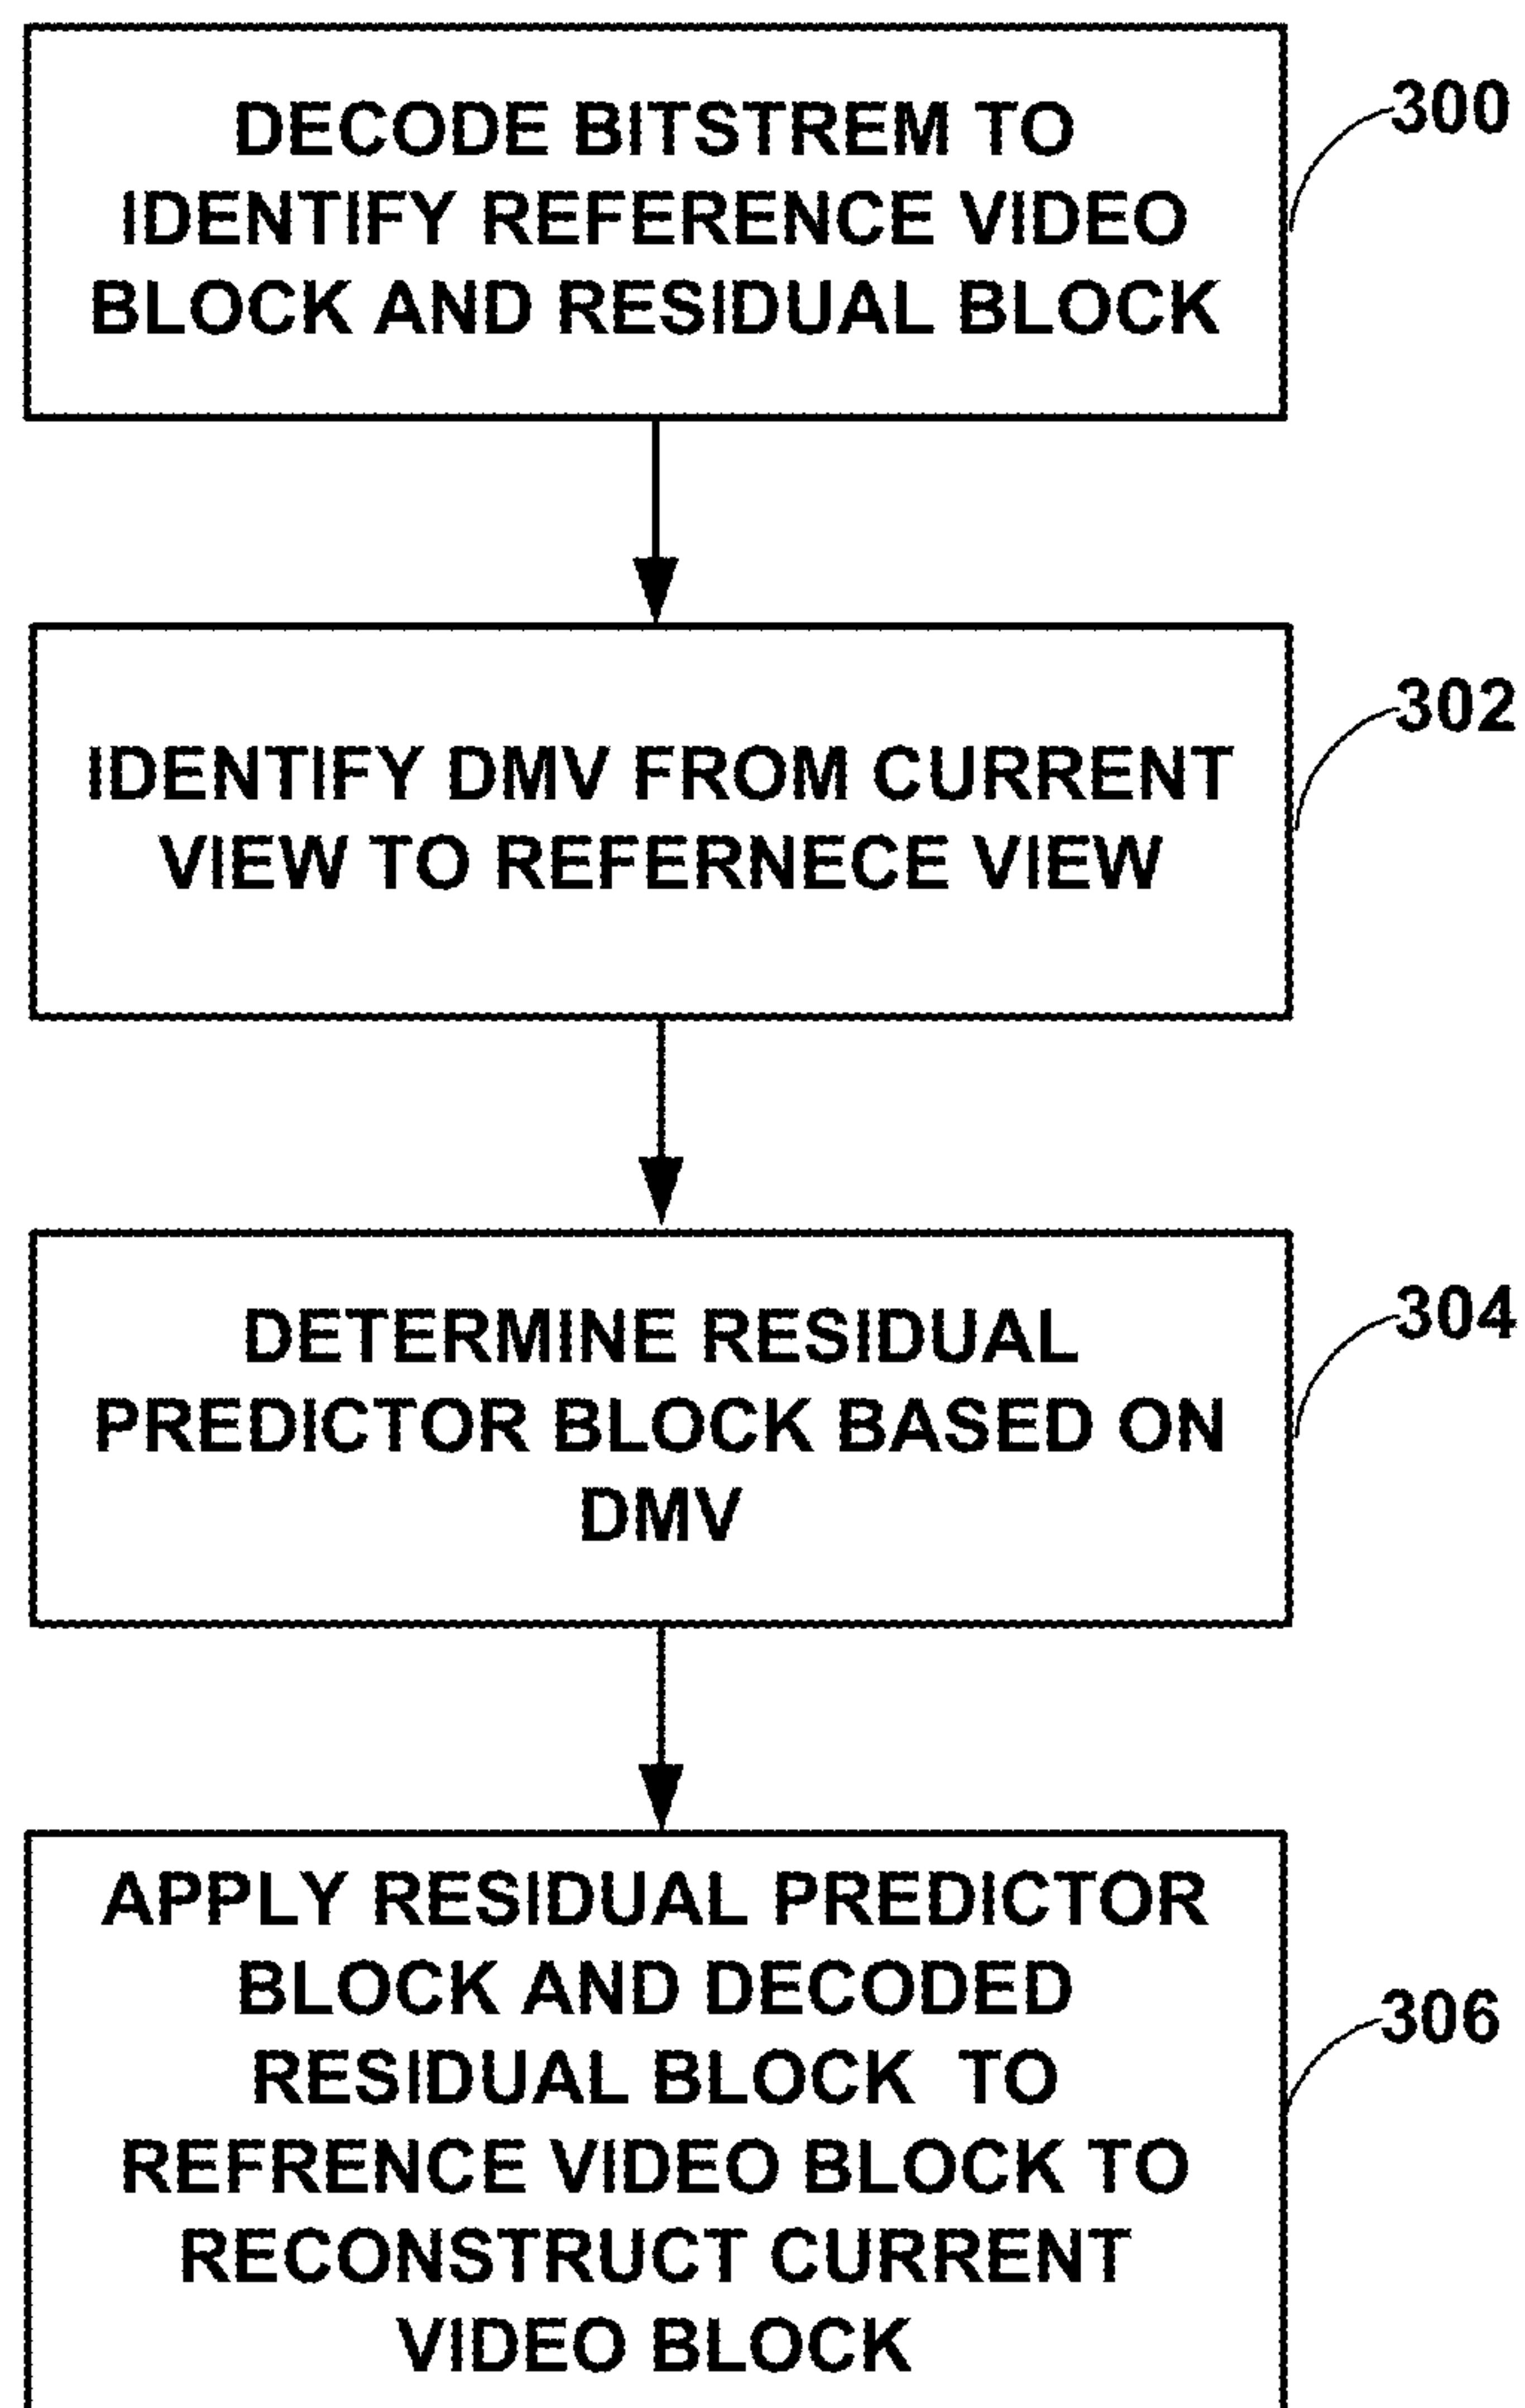 DECODE BITSTREM TO
IDENTIFY REFERENCE VIDEO
BLOCK AND RESIDUAL BLOCK
300
IDENTIFY DMV FROM CURRENT
VIEW TO REFERNECE VIEW
302
DETERMINE RESIDUAL
PREDICTOR BLOCK BASED ON
DMV
304
APPLY RESIDUAL PREDICTOR
BLOCK AND DECODED
RESIDUAL BLOCK TO
REFRENCE VIDEO BLOCK TO
RECONSTRUCT CURRENT
VIDEO BLOCK
306